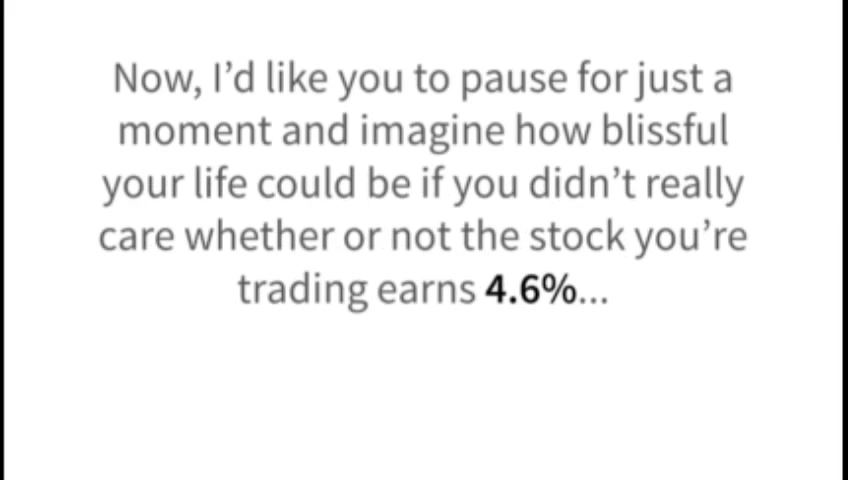 Now, I’d like you to pause for just a
moment and imagine how blissful
your life could be if you didn’t really
care whether or not the stock you’re
trading earns 4.6%...